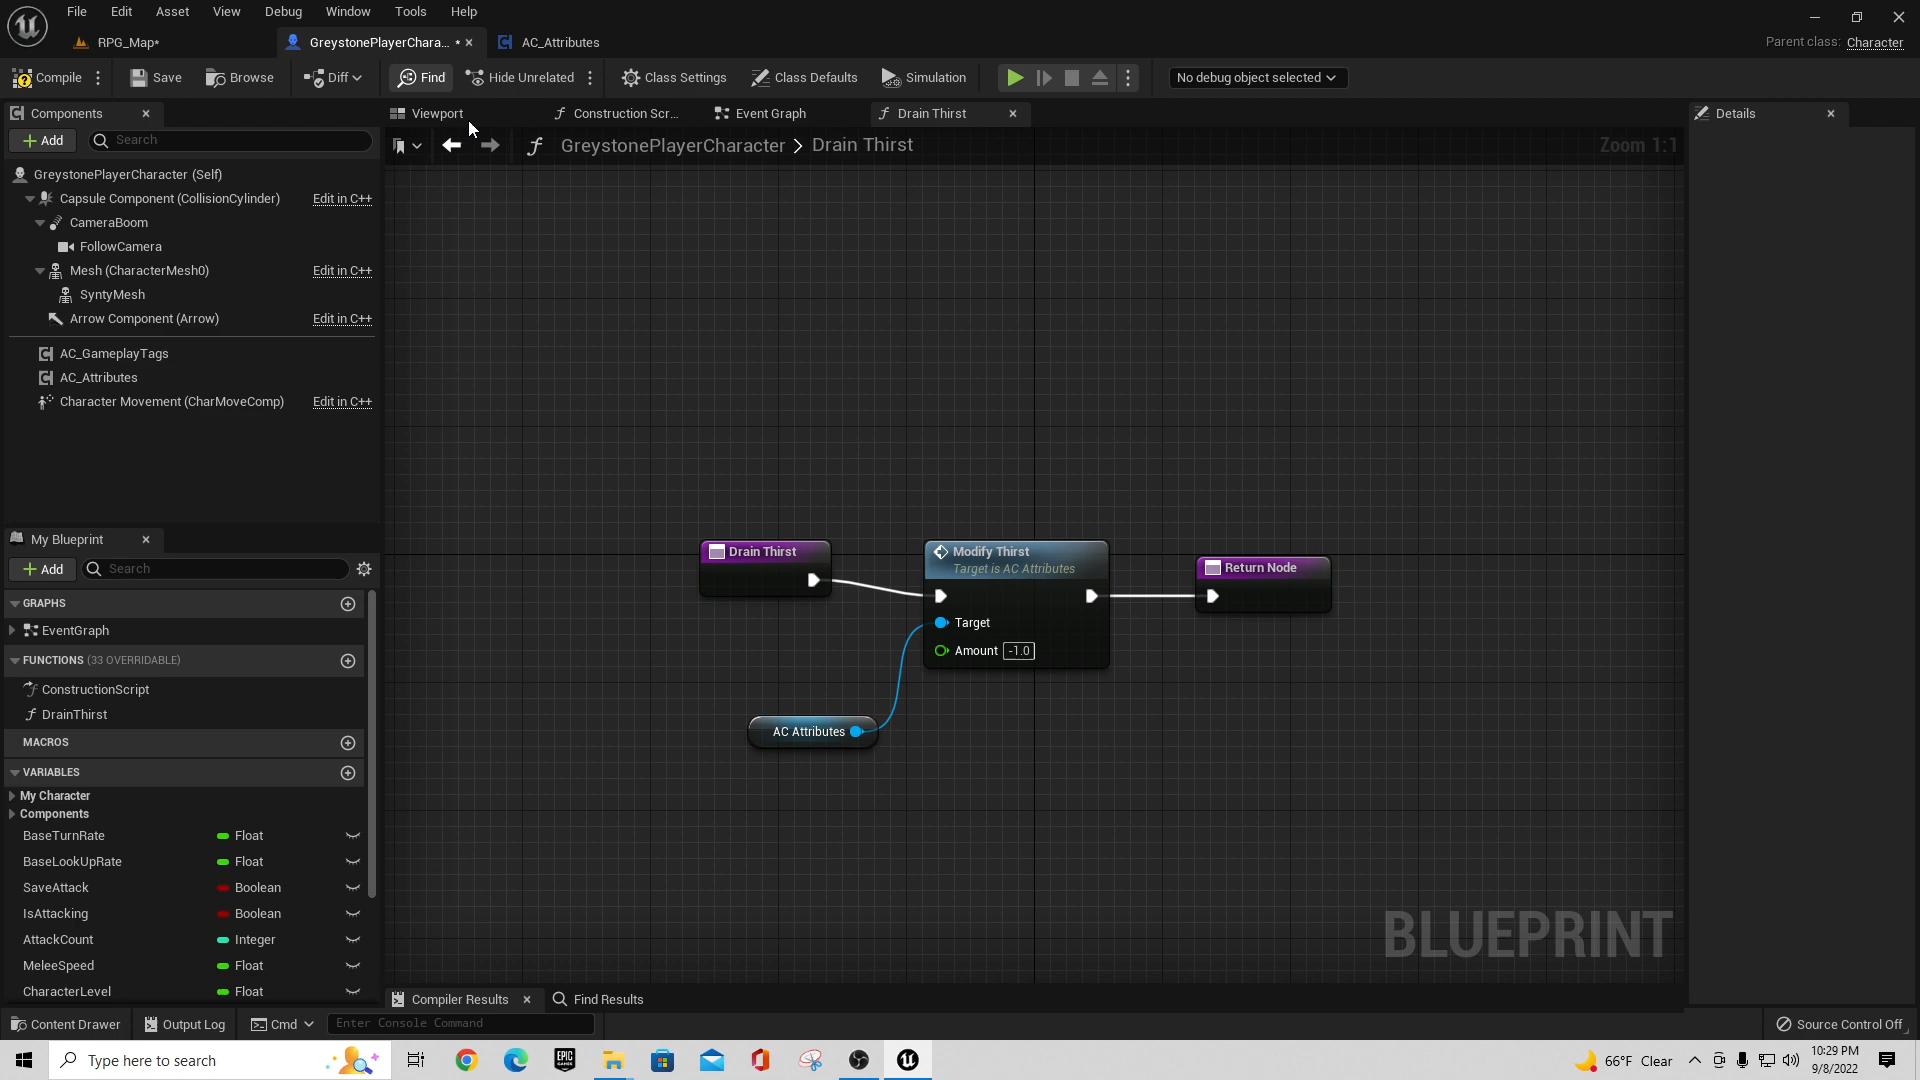 File Edit Asset View Debug Window Tools Help
RPG_Map* GreystonePlayerChara... * AC_Attributes
Parent class: Character
Compile Save Browse Diff Find Hide Unrelated Class Settings Class Defaults Simulation No debug object selected
Components
Add Search
GreystonePlayerCharacter (Self)
Capsule Component (CollisionCylinder) Edit in C++
CameraBoom
FollowCamera
Mesh (CharacterMesh0) Edit in C++
SyntyMesh
Arrow Component (Arrow) Edit in C++
AC_GameplayTags
AC_Attributes
Character Movement (CharMoveComp) Edit in C++
My Blueprint
Add Search
GRAPHS
EventGraph
FUNCTIONS (33 OVERRIDABLE)
ConstructionScript
DrainThirst
MACROS
VARIABLES
My Character
Components
BaseTurnRate Float
BaseLookUpRate Float
SaveAttack Boolean
IsAttacking Boolean
AttackCount Integer
MeleeSpeed Float
CharacterLevel Float
Viewport Construction Scr... Event Graph Drain Thirst
GreystonePlayerCharacter > Drain Thirst
Zoom 1:1
Drain Thirst
Modify Thirst
Target is AC Attributes
Target
Amount -1.0
Return Node
AC Attributes
BLUEPRINT
Compiler Results Find Results
Details
Content Drawer Output Log Cmd Enter Console Command
Source Control Off
Type here to search
EPIC GAMES
66°F Clear
10:29 PM
9/8/2022